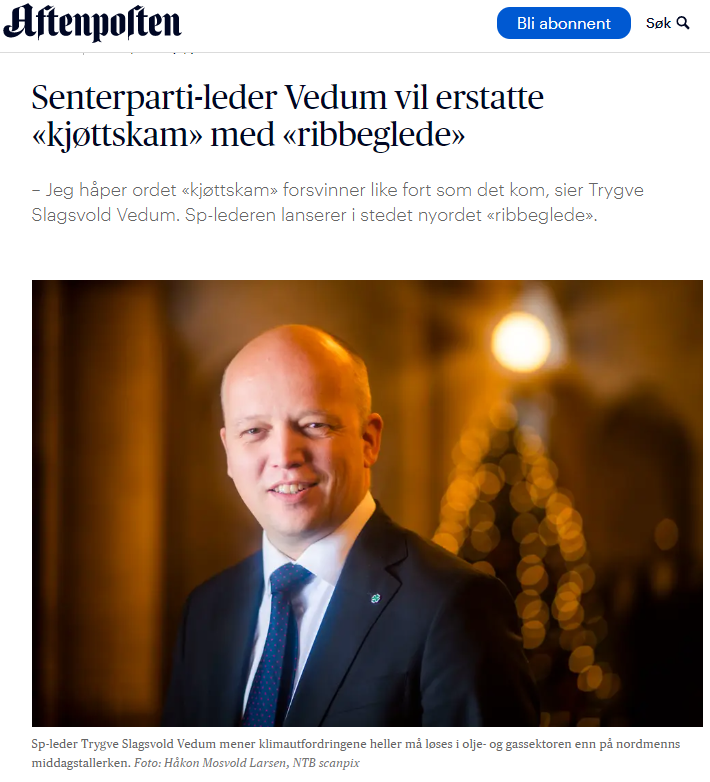 Aftenposten
Bli abonnent
Søk
Senterparti-leder Vedum vil erstatte
«kjøttskam» med «ribbeglede»
– Jeg håper ordet «kjøttskam» forsvinner like fort som det kom, sier Trygve
Slagsvold Vedum. Sp-lederen lanserer i stedet nyordet «ribbeglede».
Sp-leder Trygve Slagsvold Vedum mener klimautfordringene heller må løses i olje- og gassektoren enn på nordmenns
middagstallerken. Foto: Håkon Mosvold Larsen, NTB scanpix